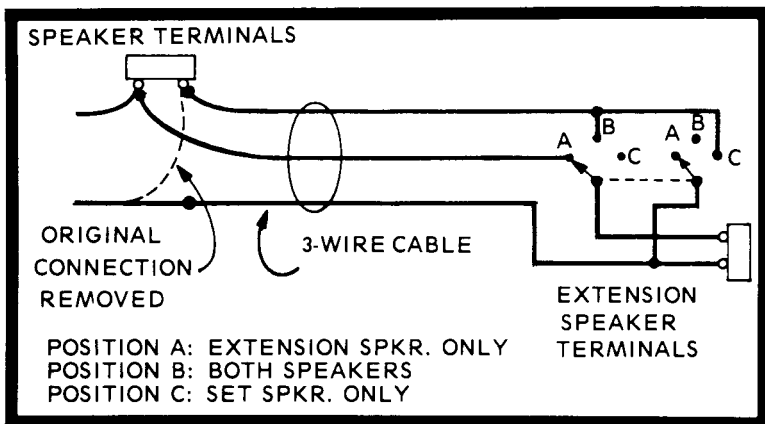 SPEAKER TERMINALS
B
B
A
A
C
C
3-WIRE CABLE
ORIGINAL
CONNECTION
REMOVED
EXTENSION
SPEAKER
TERMINALS
POSITION A: EXTENSION SPKR. ONLY
POSITION B: BOTH SPEAKERS
POSITION C: SET SPKR. ONLY